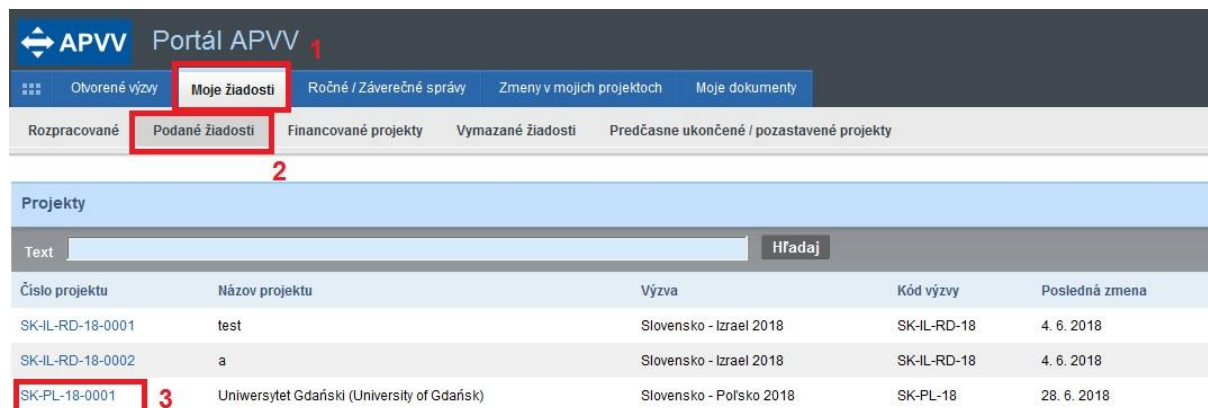 APVV Portál APVV 1
Otvorené výzvy Moje žiadosti Ročné / Záverečné správy Zmeny v mojich projektoch Moje dokumenty
Rozpracované Podané žiadosti Financované projekty Vymazané žiadosti Predčasne ukončené / pozastavené projekty
2
Projekty
Text Hľadaj
Číslo projektu Názov projektu Výzva Kód výzvy Posledná zmena
SK-IL-RD-18-0001 test Slovensko - Izrael 2018 SK-IL-RD-18 4. 6. 2018
SK-IL-RD-18-0002 a Slovensko - Izrael 2018 SK-IL-RD-18 4. 6. 2018
SK-PL-18-0001 3 Uniwersytet Gdański (University of Gdańsk) Slovensko - Poľsko 2018 SK-PL-18 28. 6. 2018